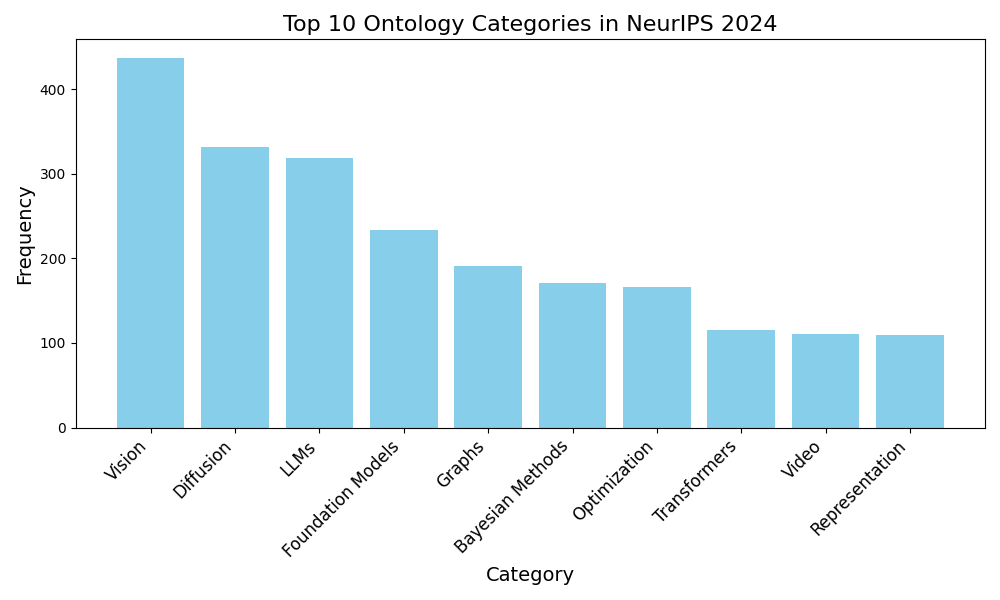 Top 10 Ontology Categories in NeurIPS 2024
Frequency
400
300
200
100
0
Vision
Diffusion
LLMs
Foundation Models
Graphs
Bayesian Methods
Optimization
Transformers
Video
Representation
Category